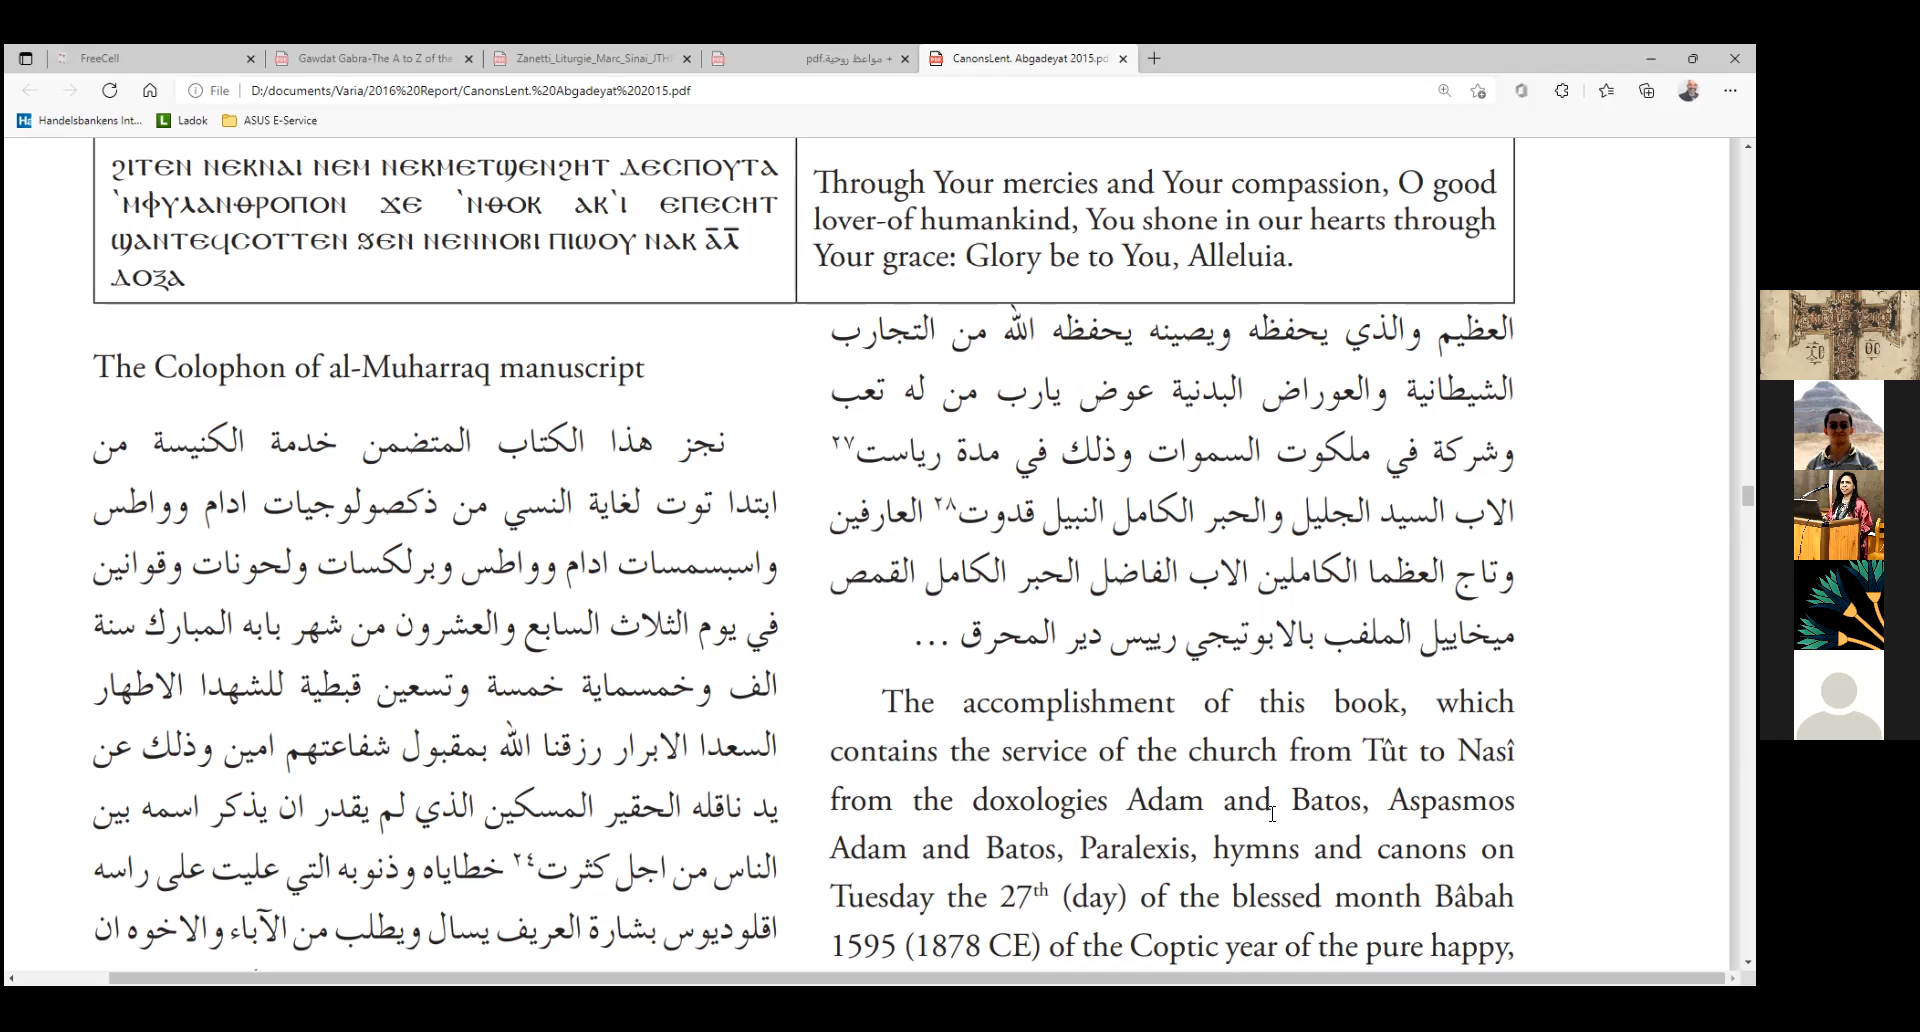 FreeCell
Gawdat Gabra-The A to Z of the
Zanetti_Liturgie_Marc_Sinai_JTHF
مواعظ روحية.pdf +
CanonsLent. Abgadeyat 2015.pd
File D:/documents/Varia/2016%20Report/CanonsLent.%20Abgadeyat%202015.pdf
Handelsbankens Int... Ladok ASUS E-Service
ϨⲒⲦⲈⲚ ⲚⲈⲔⲚⲀⲒ ⲚⲈⲘ ⲚⲈⲔⲘⲈⲦϢⲈⲚϨⲎⲦ ⲆⲈⲤⲠⲞⲨⲦⲀ
`ⲘⲪⲨⲖⲀⲚⲐⲢⲞⲠⲞⲚ ϪⲈ `ⲚⲐⲞⲔ ⲀⲔ`Ⲓ ⲈⲠⲈⲤⲎⲦ
ϢⲀⲚⲦⲈϤⲤⲞⲦⲦⲈⲚ ϦⲈⲚ ⲚⲈⲚⲚⲞⲂⲒ ⲠⲒⲰⲞⲨ ⲚⲀⲔ Ⲁ̅Ⲗ̅
ⲆⲞⲜⲀ
Through Your mercies and Your compassion, O good
lover-of humankind, You shone in our hearts through
Your grace: Glory be to You, Alleluia.
The Colophon of al-Muharraq manuscript
نجز هذا الكتاب المتضمن خدمة الكنيسة من
ابتدا توت لغاية النسي من ذكصولوجيات ادام وواطس
واسبسمسات ادام وواطس وبرلكسات ولحونات وقوانين
في يوم الثلاث السابع والعشرون من شهر بابه المبارك سنة
الف وخمسماية خمسة وتسعين قبطية للشهدا الاطهار
السعدا الابرار رزقنا الله بمقبول شفاعتهم امين وذلك عن
يد ناقله الحقير المسكين الذي لم يقدر ان يذكر اسمه بين
الناس من اجل كثرت٢٤ خطاياه وذنوبه التي عليت على راسه
اقلوديوس بشارة العريف يسال ويطلب من الآباء والاخوه ان
العظيم والذي يحفظه ويصينه يحفظه الله من التجارب
الشيطانية والعوراض البدنية عوض يارب من له تعب
وشركة في ملكوت السموات وذلك في مدة رياست٢٧
الاب السيد الجليل والحبر الكامل النبيل قدوت٢٨ العارفين
وتاج العظما الكاملين الاب الفاضل الحبر الكامل القمص
ميخاييل الملفب بالابوتيجي رييس دير المحرق ...
The accomplishment of this book, which
contains the service of the church from Tût to Nasî
from the doxologies Adam and Batos, Aspasmos
Adam and Batos, Paralexis, hymns and canons on
Tuesday the 27th (day) of the blessed month Bâbah
1595 (1878 CE) of the Coptic year of the pure happy,